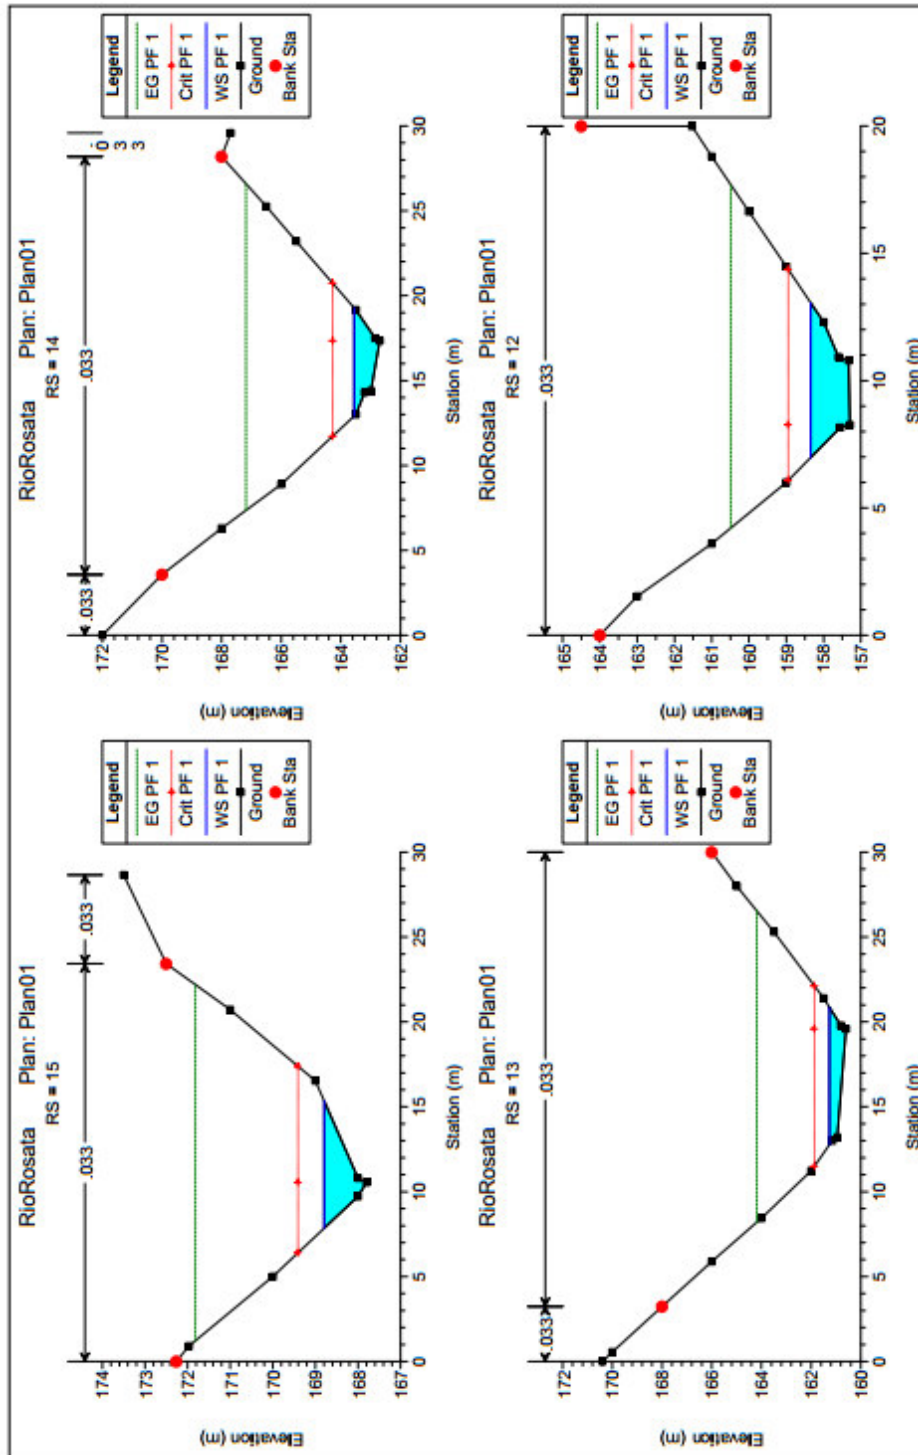 RioRosata Plan: Plan01
RS = 15
.033
.033
Legend
EG PF 1
Crit PF 1
WS PF 1
Ground
Bank Sta
Elevation (m)
174
173
172
171
170
169
168
167
0
5
10
15
20
25
30
Station (m)
RioRosata Plan: Plan01
RS = 14
.033
.033
.033
Legend
EG PF 1
Crit PF 1
WS PF 1
Ground
Bank Sta
Elevation (m)
172
170
168
166
164
162
0
5
10
15
20
25
30
Station (m)
RioRosata Plan: Plan01
RS = 13
.033
.033
Legend
EG PF 1
Crit PF 1
WS PF 1
Ground
Bank Sta
Elevation (m)
172
170
168
166
164
162
160
0
5
10
15
20
25
30
Station (m)
RioRosata Plan: Plan01
RS = 12
.033
Legend
EG PF 1
Crit PF 1
WS PF 1
Ground
Bank Sta
Elevation (m)
165
164
163
162
161
160
159
158
157
0
5
10
15
20
Station (m)